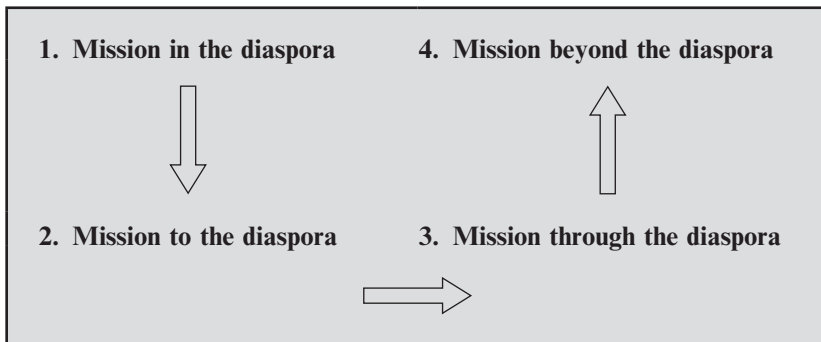 1. Mission in the diaspora
4. Mission beyond the diaspora
2. Mission to the diaspora
3. Mission through the diaspora